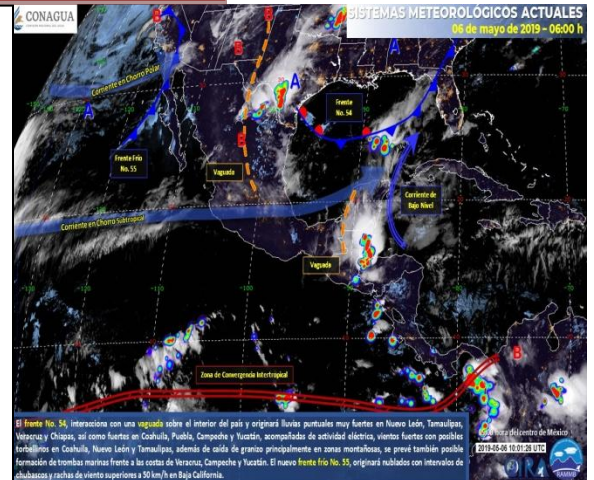 CONAGUA
SISTEMAS METEOROLÓGICOS ACTUALES
06 de mayo de 2019 - 06:00 h
B
B
B
A
Corriente en Chorro Polar
A
A
Frente
No. 54
Frente Frío
No. 55
B
Vaguada
Corriente de
Bajo Nivel
Corriente en Chorro Subtropical
Vaguada
Zona de Convergencia Intertropical
B
hora del centro de México
2019-05-06 10:01:26 UTC
RAMMB
El frente No. 54, interacciona con una vaguada sobre el interior del país y originará lluvias puntuales muy fuertes en Nuevo León, Tamaulipas,
Veracruz y Chiapas, así como fuertes en Coahuila, Puebla, Campeche y Yucatán, acompañadas de actividad eléctrica, vientos fuertes con posibles
torbellinos en Coahuila, Nuevo León y Tamaulipas, además de caída de granizo principalmente en zonas montañosas, se prevé también posible
formación de trombas marinas frente a las costas de Veracruz, Campeche y Yucatán. El nuevo frente frío No. 55, originará nublados con intervalos de
chubascos y rachas de viento superiores a 50 km/h en Baja California.